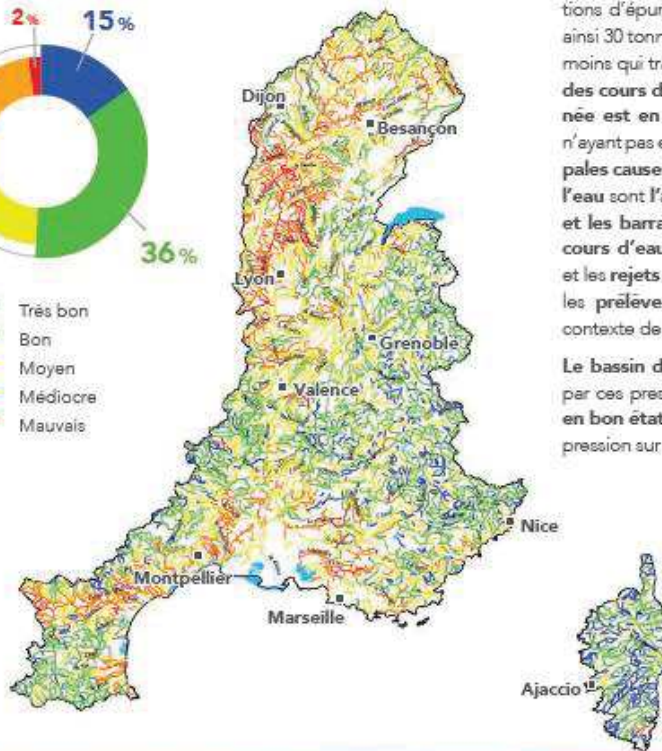 2%
15%
36%
Très bon
Bon
Moyen
Médiocre
Mauvais
Dijon
Besançon
Lyon
Grenoble
Valence
Nice
Montpellier
Marseille
Ajaccio
tions d'épur
ainsi 30 tonn
moins qui tra
des cours d
née est en
n'ayant pas e
pales cause
l'eau sont l'a
et les barra
cours d'eau
et les rejets
les prélève
contexte de
Le bassin d
par ces pres
en bon état
pression sur